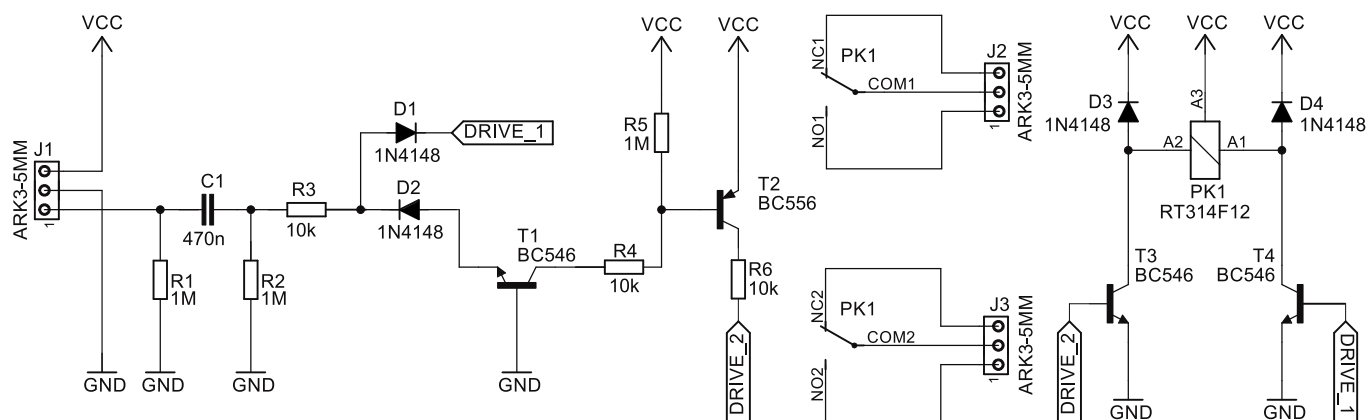 VCC
J1
ARK3-5MM
1
C1
470n
R1
1M
R2
1M
R3
10k
D1
1N4148
DRIVE_1
D2
1N4148
T1
BC546
R4
10k
VCC
VCC
R5
1M
T2
BC556
R6
10k
DRIVE_2
GND
GND
GND
GND
NC1
PK1
COM1
NO1
J2
ARK3-5MM
1
NC2
PK1
COM2
NO2
J3
ARK3-5MM
1
VCC
VCC
VCC
D3
1N4148
A3
D4
1N4148
A2
A1
PK1
RT314F12
T3
BC546
T4
BC546
DRIVE_2
DRIVE_1
GND
GND